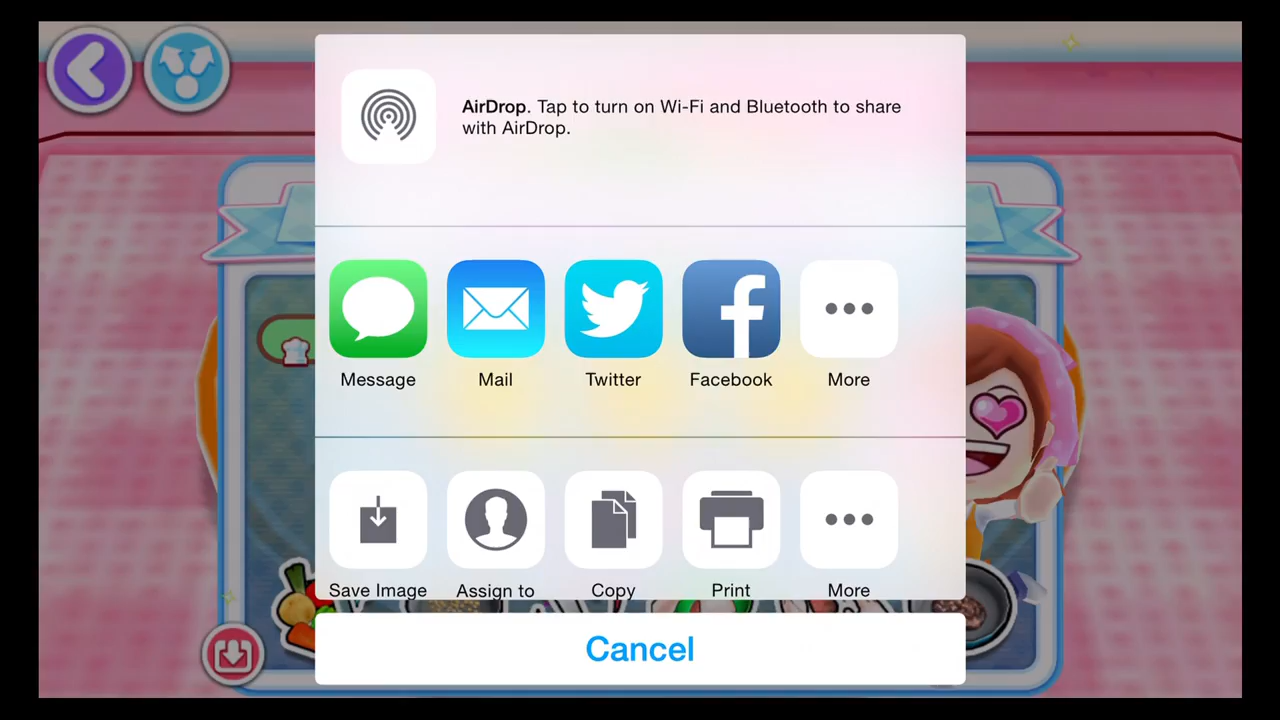 AirDrop. Tap to turn on Wi-Fi and Bluetooth to share
with AirDrop.
Message
Mail
Twitter
Facebook
More
Save Image
Assign to
Copy
Print
More
Cancel